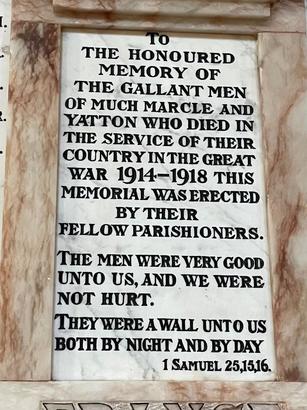 TO
THE HONOURED
MEMORY OF
THE GALLANT MEN
OF MUCH MARCLE AND
YATTON WHO DIED IN
THE SERVICE OF THEIR
COUNTRY IN THE GREAT
WAR 1914–1918 THIS
MEMORIAL WAS ERECTED
BY THEIR
FELLOW PARISHIONERS.
THE MEN WERE VERY GOOD
UNTO US, AND WE WERE
NOT HURT.
THEY WERE A WALL UNTO US
BOTH BY NIGHT AND BY DAY
1 SAMUEL 25,15,16.